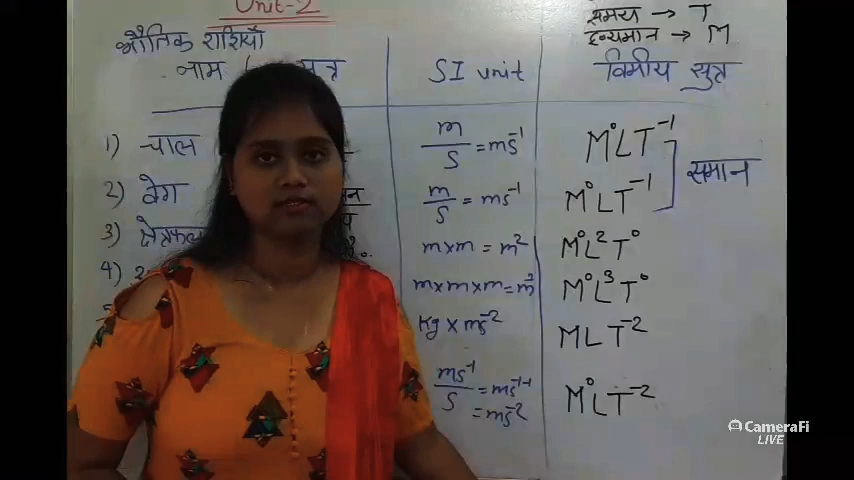 Unit-2
समय → T
द्रव्यमान → M
भौतिक राशियाँ
नाम सूत्र SI unit विमीय सूत्र
1) चाल m/s = ms⁻¹ M⁰LT⁻¹
2) वेग m/s = ms⁻¹ M⁰LT⁻¹
समान
3) क्षेत्रफल m×m = m² M⁰L²T⁰
4) m×m×m = m³ M⁰L³T⁰
Kg × ms⁻² MLT⁻²
ms⁻¹/s = ms⁻¹⁻¹ M⁰LT⁻²
= ms⁻²
CameraFi
LIVE